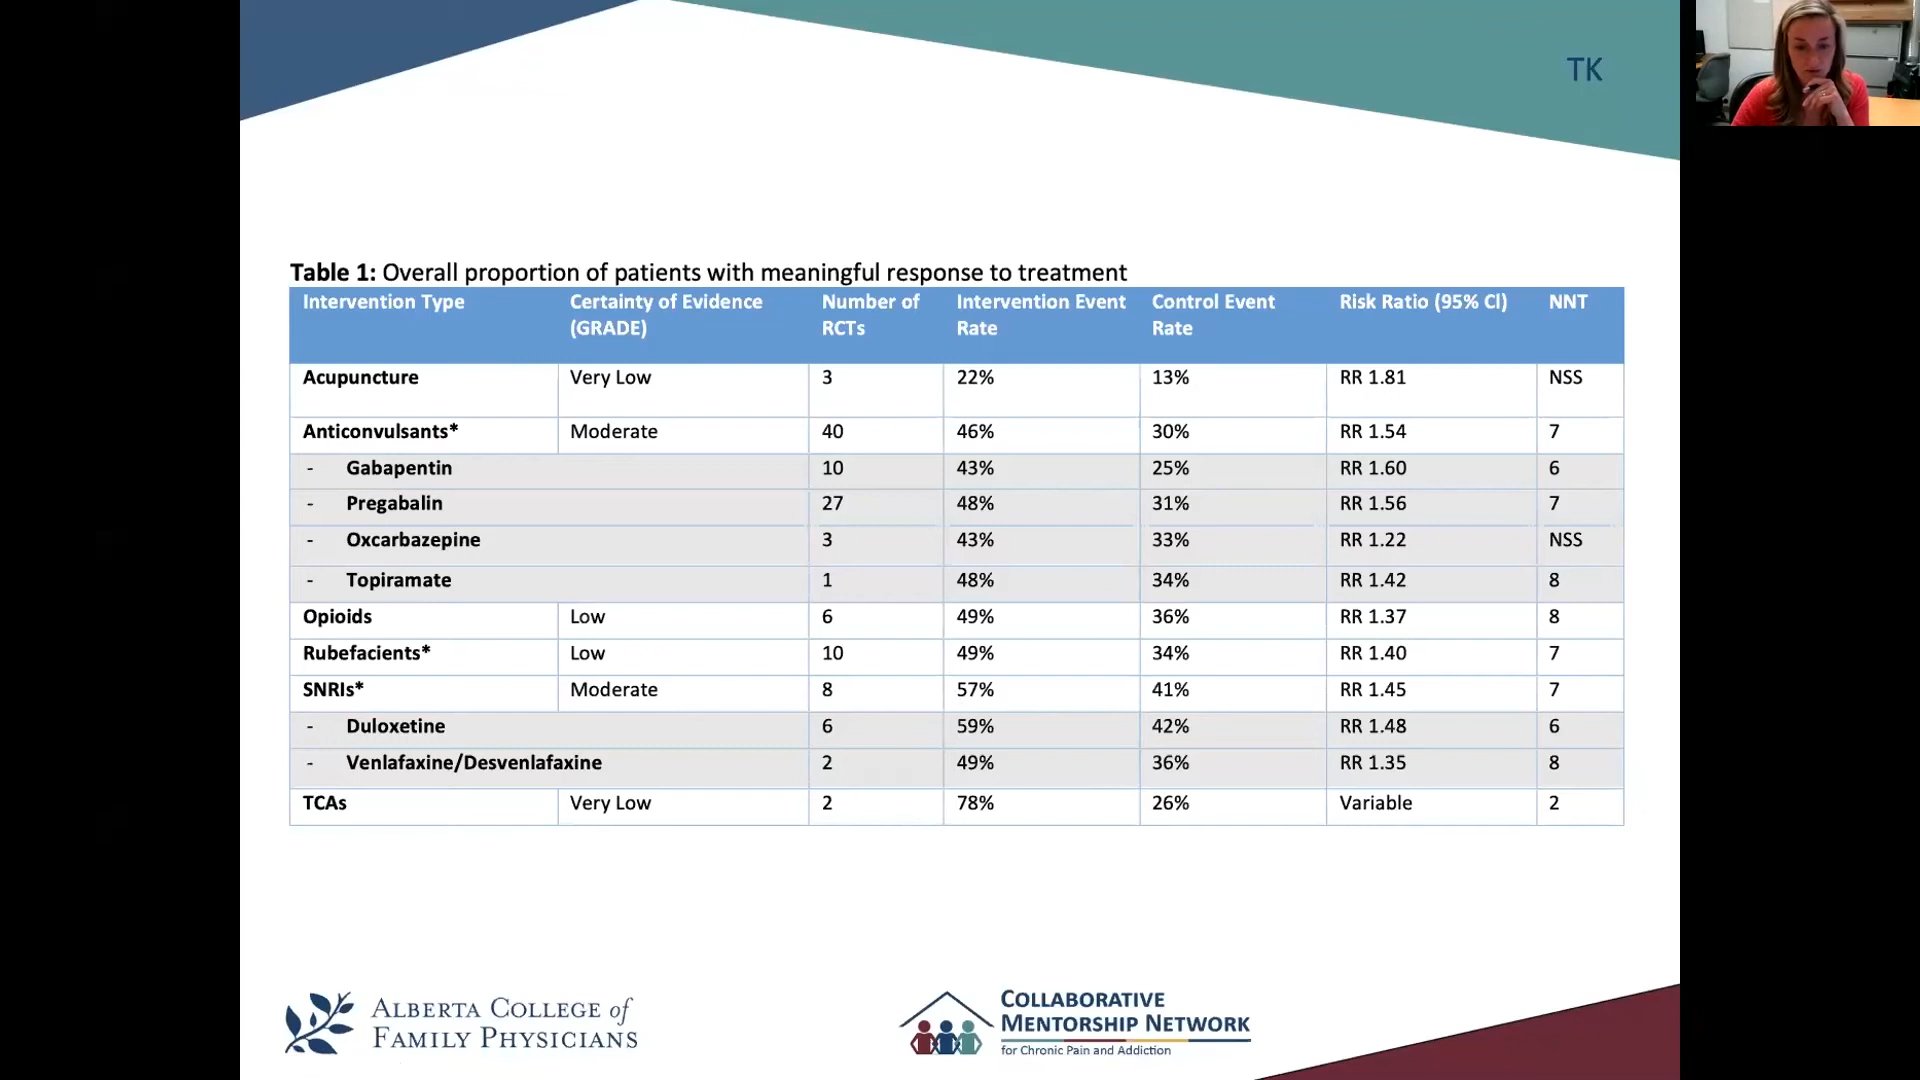 TK
Table 1: Overall proportion of patients with meaningful response to treatment
Intervention Type Certainty of Evidence (GRADE) Number of RCTs Intervention Event Rate Control Event Rate Risk Ratio (95% CI) NNT
Acupuncture Very Low 3 22% 13% RR 1.81 NSS
Anticonvulsants* Moderate 40 46% 30% RR 1.54 7
- Gabapentin 10 43% 25% RR 1.60 6
- Pregabalin 27 48% 31% RR 1.56 7
- Oxcarbazepine 3 43% 33% RR 1.22 NSS
- Topiramate 1 48% 34% RR 1.42 8
Opioids Low 6 49% 36% RR 1.37 8
Rubefacients* Low 10 49% 34% RR 1.40 7
SNRIs* Moderate 8 57% 41% RR 1.45 7
- Duloxetine 6 59% 42% RR 1.48 6
- Venlafaxine/Desvenlafaxine 2 49% 36% RR 1.35 8
TCAs Very Low 2 78% 26% Variable 2
ALBERTA COLLEGE of
FAMILY PHYSICIANS
COLLABORATIVE
MENTORSHIP NETWORK
for Chronic Pain and Addiction